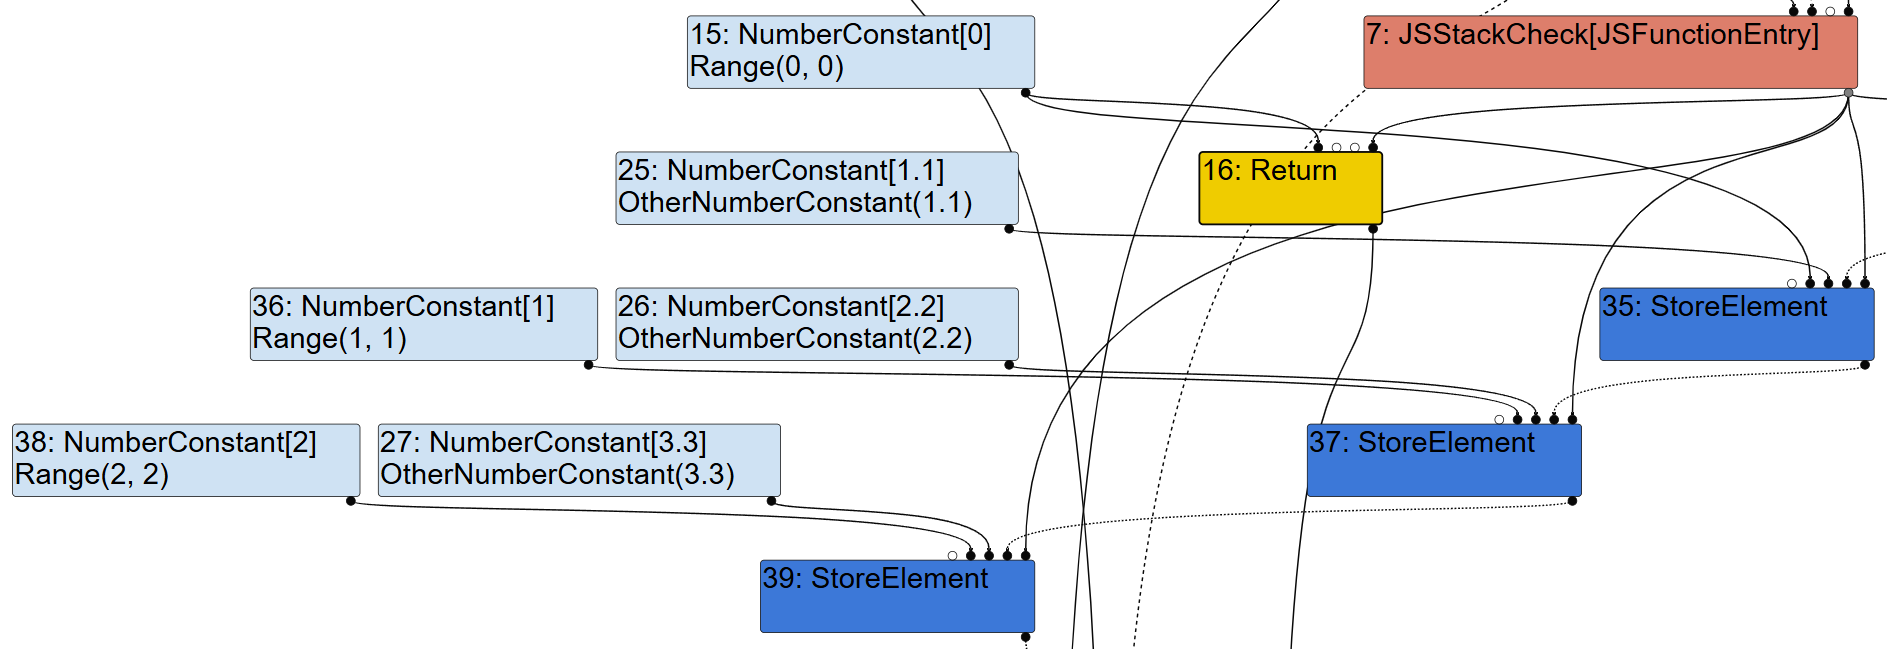 15: NumberConstant[0]
Range(0, 0)
7: JSStackCheck[JSFunctionEntry]
25: NumberConstant[1.1]
OtherNumberConstant(1.1)
16: Return
36: NumberConstant[1]
Range(1, 1)
26: NumberConstant[2.2]
OtherNumberConstant(2.2)
35: StoreElement
38: NumberConstant[2]
Range(2, 2)
27: NumberConstant[3.3]
OtherNumberConstant(3.3)
37: StoreElement
39: StoreElement